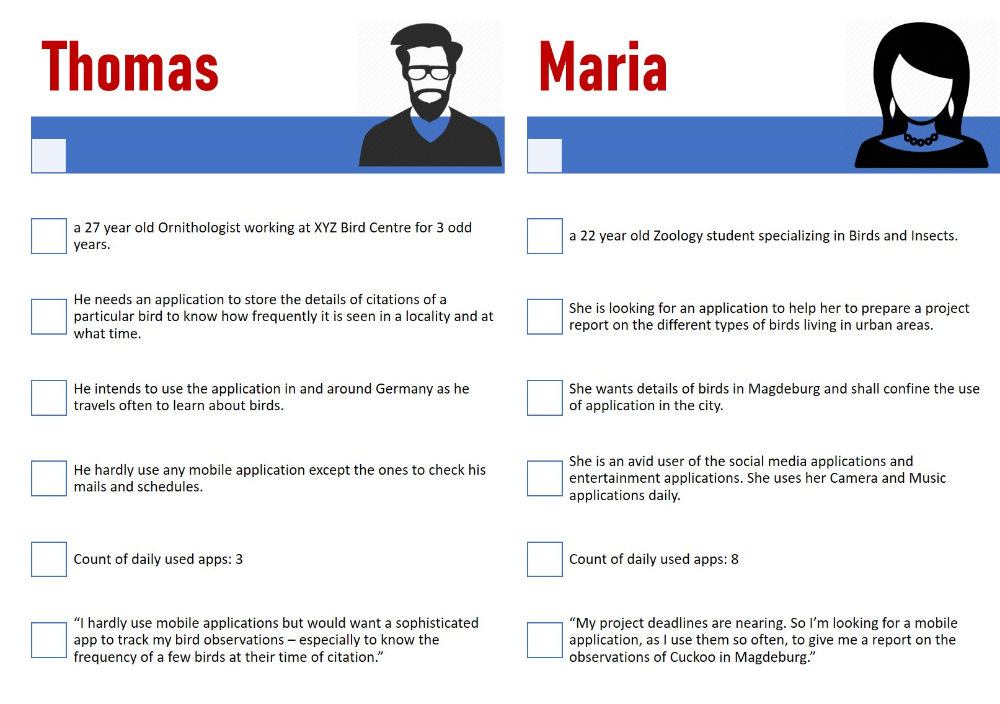 Thomas
a 27 year old Ornithologist working at XYZ Bird Centre for 3 odd
years.
He needs an application to store the details of citations of a
particular bird to know how frequently it is seen in a locality and at
what time.
He intends to use the application in and around Germany as he
travels often to learn about birds.
He hardly use any mobile application except the ones to check his
mails and schedules.
Count of daily used apps: 3
“I hardly use mobile applications but would want a sophisticated
app to track my bird observations – especially to know the
frequency of a few birds at their time of citation.”
Maria
a 22 year old Zoology student specializing in Birds and Insects.
She is looking for an application to help her to prepare a project
report on the different types of birds living in urban areas.
She wants details of birds in Magdeburg and shall confine the use
of application in the city.
She is an avid user of the social media applications and
entertainment applications. She uses her Camera and Music
applications daily.
Count of daily used apps: 8
“My project deadlines are nearing. So I’m looking for a mobile
application, as I use them so often, to give me a report on the
observations of Cuckoo in Magdeburg.”